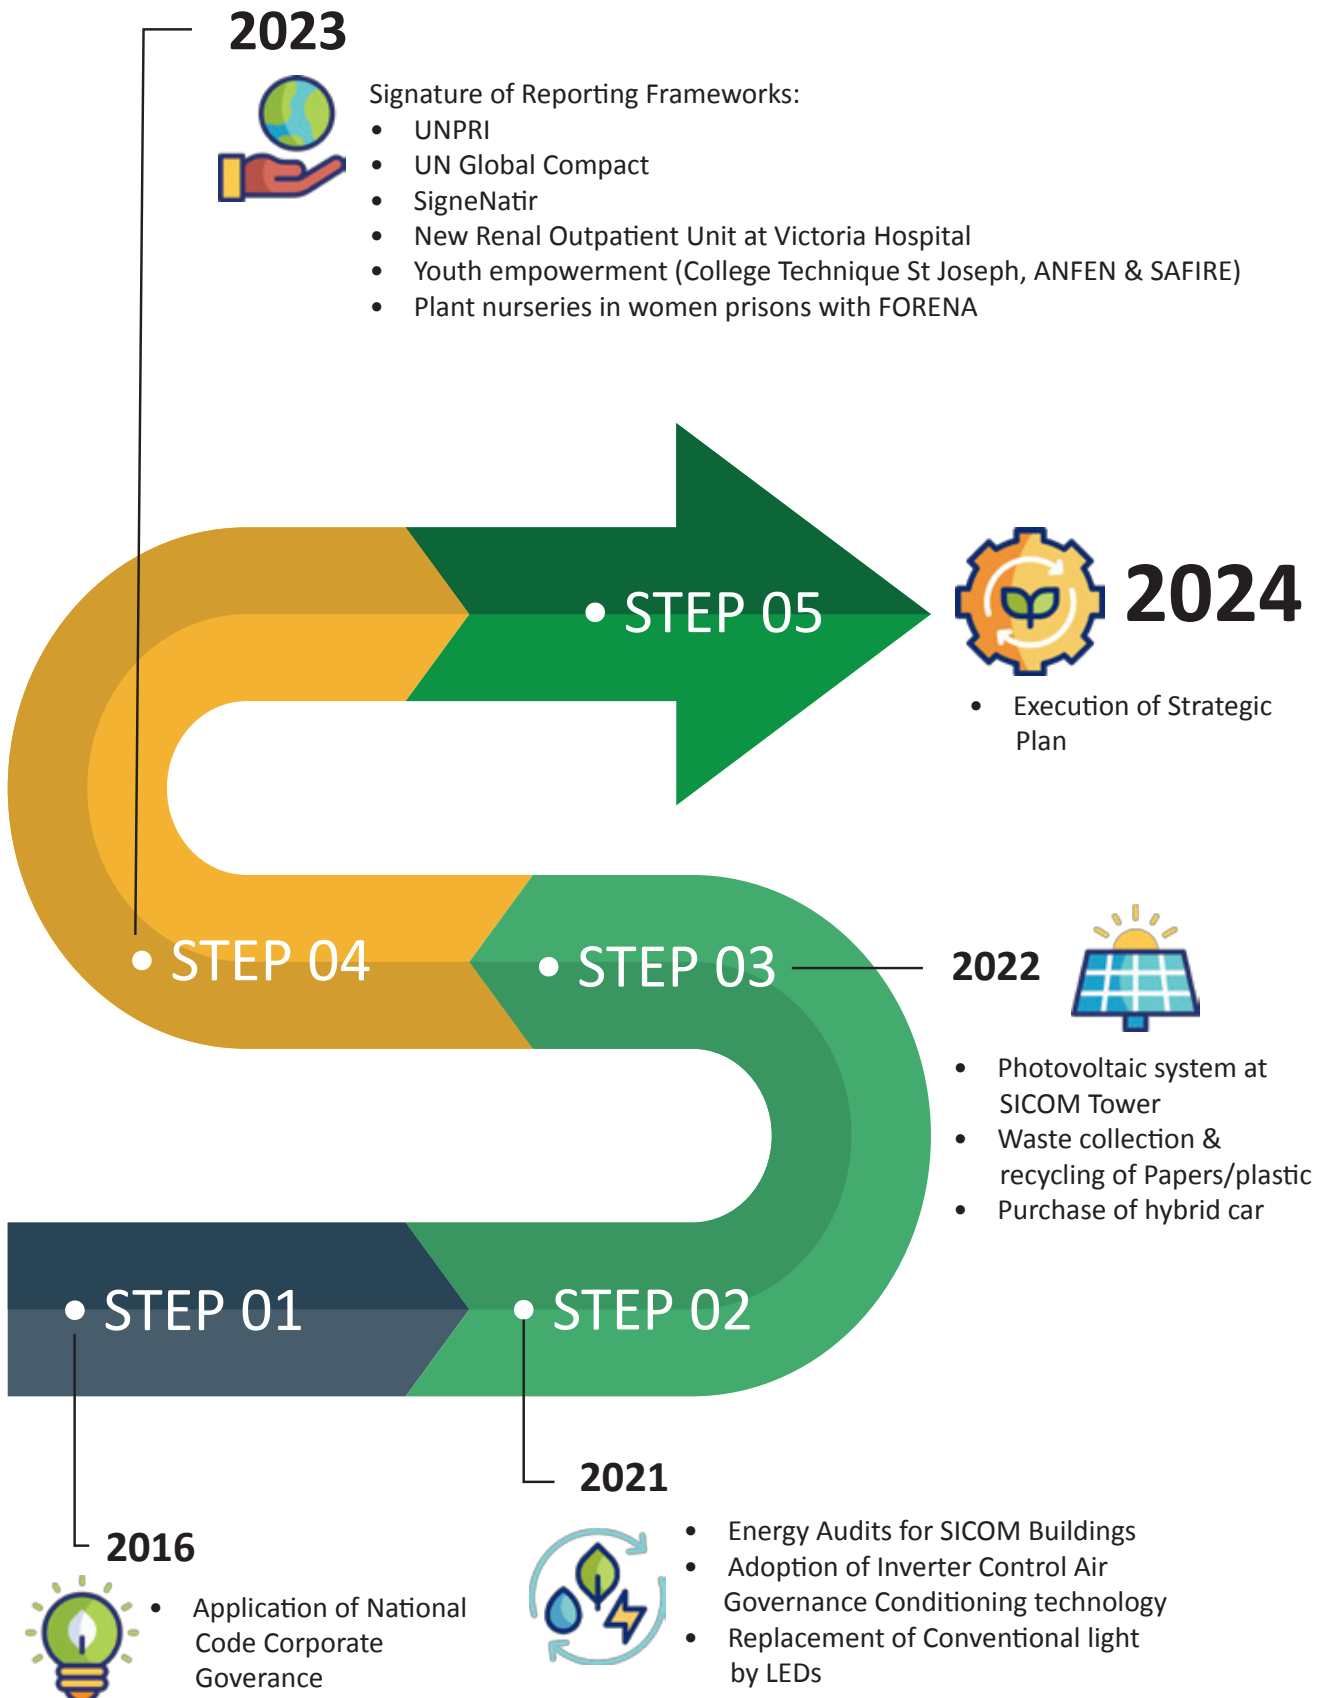 2023
Signature of Reporting Frameworks:
• UNPRI
• UN Global Compact
• SigneNatir
• New Renal Outpatient Unit at Victoria Hospital
• Youth empowerment (College Technique St Joseph, ANFEN & SAFIRE)
• Plant nurseries in women prisons with FORENA
• STEP 05
2024
• Execution of Strategic
Plan
• STEP 04
• STEP 03
2022
• Photovoltaic system at
SICOM Tower
• Waste collection &
recycling of Papers/plastic
• Purchase of hybrid car
• STEP 01
• STEP 02
2021
• Energy Audits for SICOM Buildings
• Adoption of Inverter Control Air
Governance Conditioning technology
• Replacement of Conventional light
by LEDs
2016
• Application of National
Code Corporate
Goverance